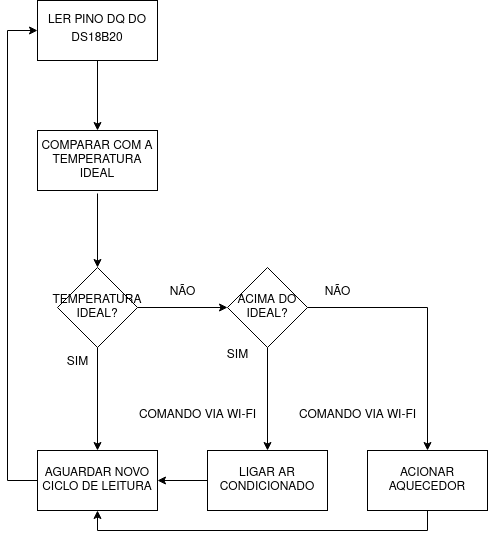 LER PINO DQ DO
DS18B20
COMPARAR COM A
TEMPERATURA
IDEAL
TEMPERATURA
IDEAL?
NÃO
ACIMA DO
IDEAL?
NÃO
SIM
SIM
COMANDO VIA WI-FI
COMANDO VIA WI-FI
AGUARDAR NOVO
CICLO DE LEITURA
LIGAR AR
CONDICIONADO
ACIONAR
AQUECEDOR